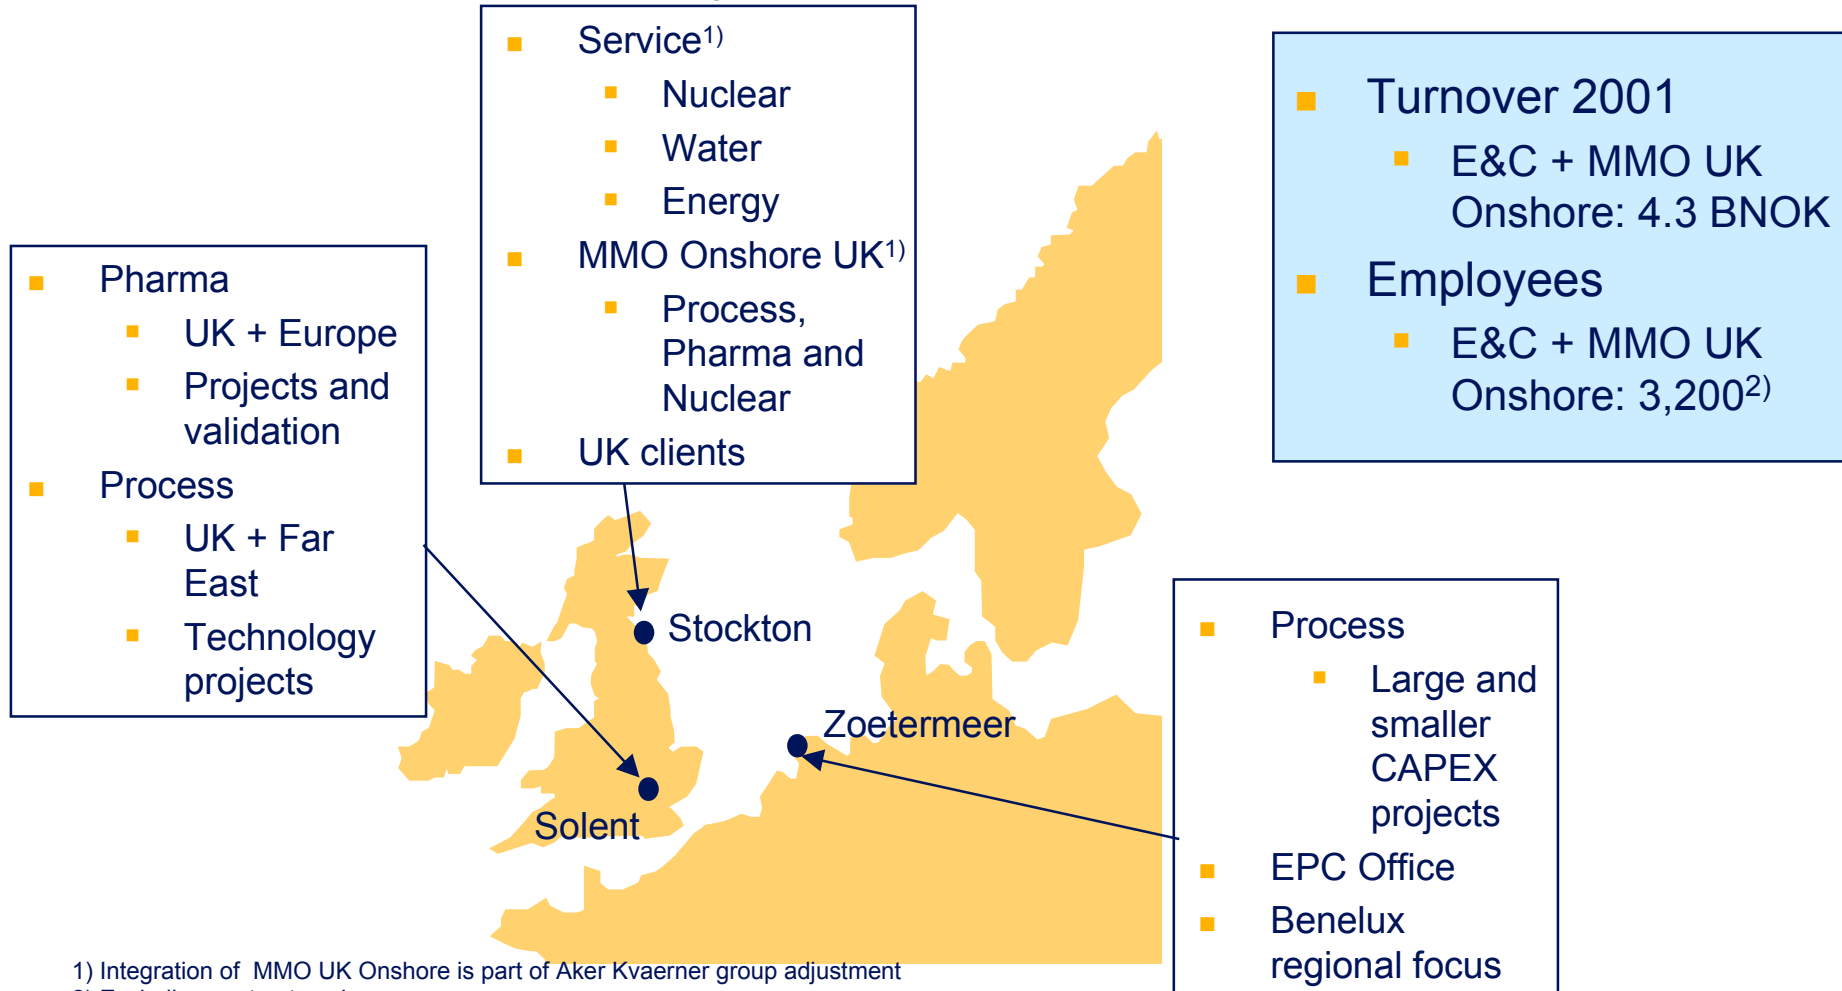 Service1)
Nuclear
Water
Energy
MMO Onshore UK1)
Process,
Pharma and
Nuclear
UK clients
Turnover 2001
E&C + MMO UK
Onshore: 4.3 BNOK
Employees
E&C + MMO UK
Onshore: 3,2002)
Pharma
UK + Europe
Projects and
validation
Process
UK + Far
East
Technology
projects
Stockton
Zoetermeer
Solent
Process
Large and
smaller
CAPEX
projects
EPC Office
Benelux
regional focus
1) Integration of MMO UK Onshore is part of Aker Kvaerner group adjustment